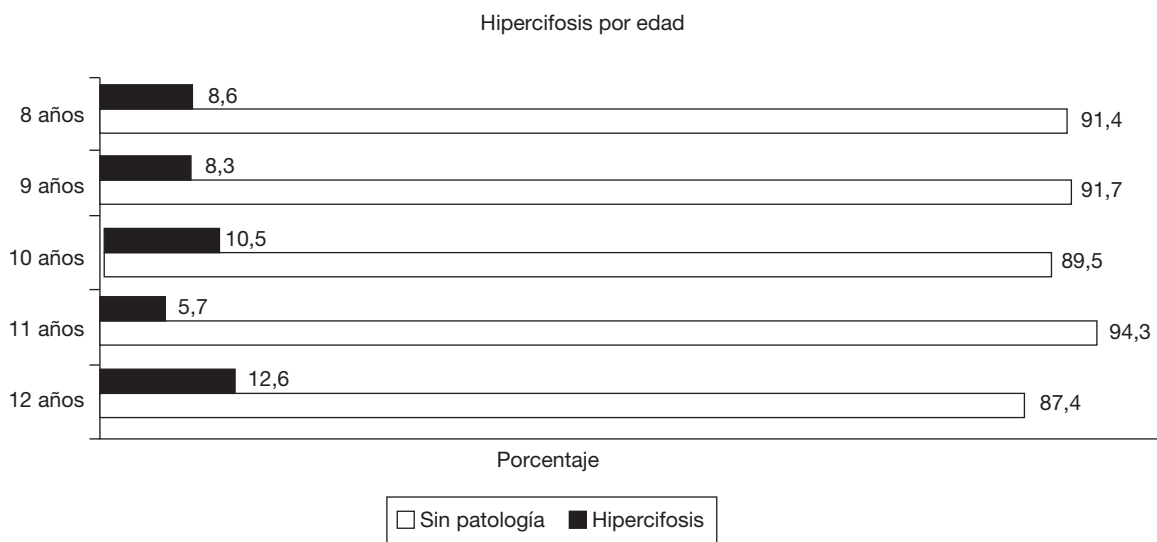 Hipercifosis por edad
8 años
8,6
91,4
9 años
8,3
91,7
10 años
10,5
89,5
11 años
5,7
94,3
12 años
12,6
87,4
Porcentaje
Sin patología Hipercifosis